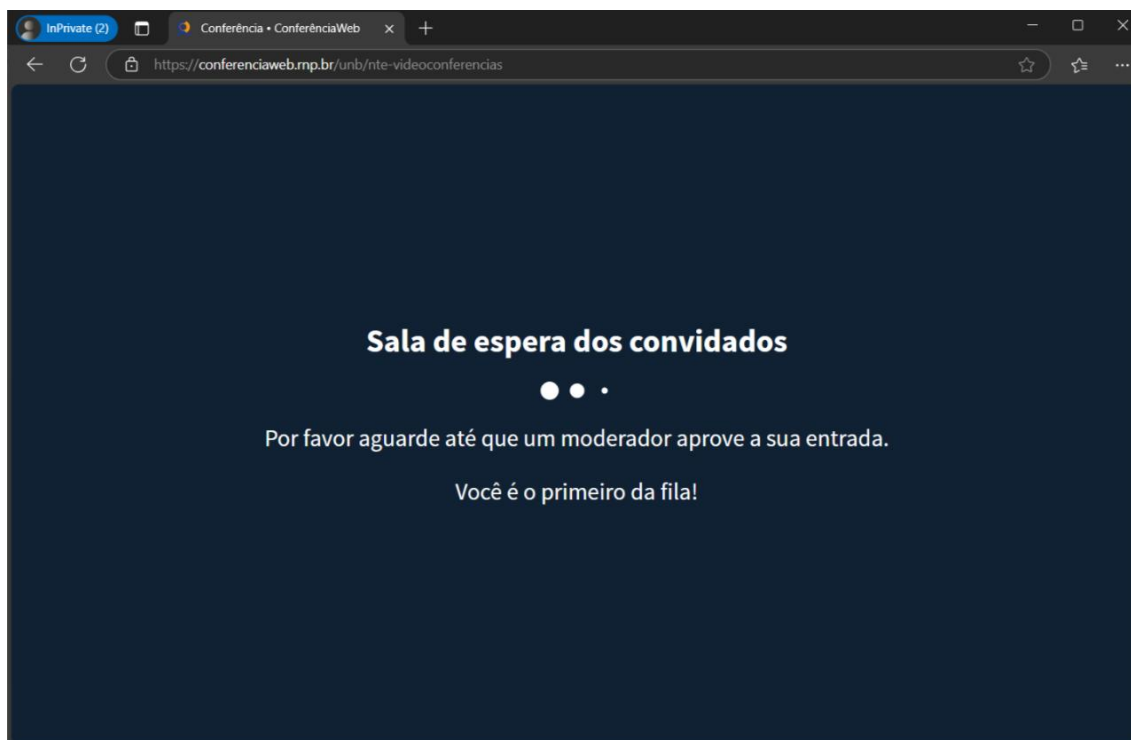 InPrivate (2)
Conferência • ConferênciaWeb
https://conferenciaweb.rnp.br/unb/nte-videoconferencias
Sala de espera dos convidados
Por favor aguarde até que um moderador aprove a sua entrada.
Você é o primeiro da fila!